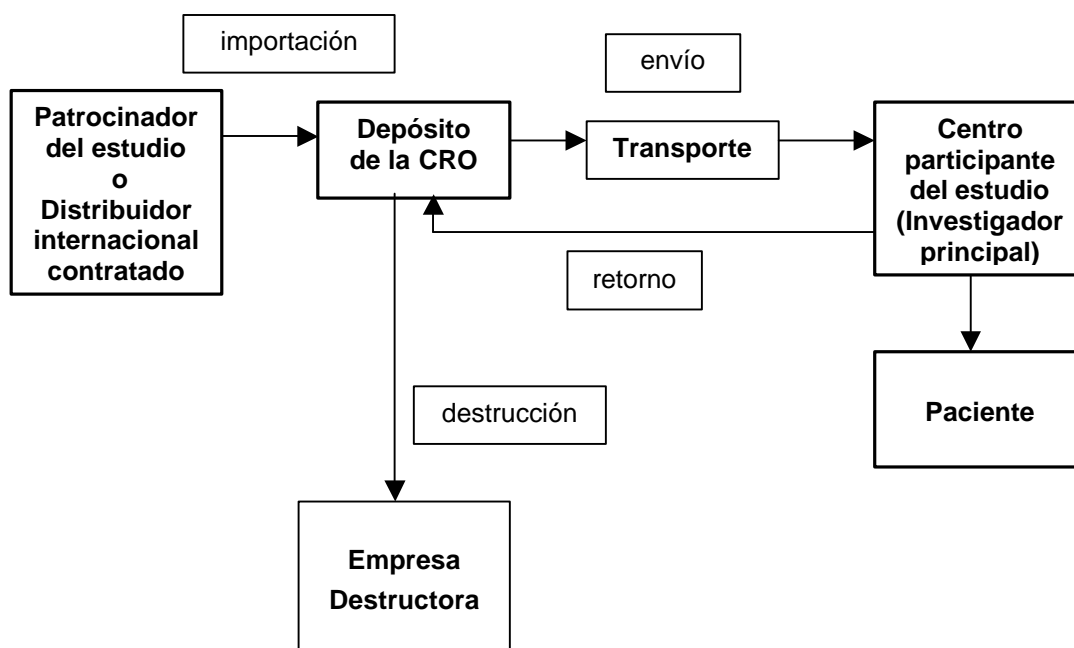 importación
envío
Patrocinador
del estudio
o
Distribuidor
internacional
contratado
Depósito
de la CRO
Transporte
Centro
participante
del estudio
(Investigador
principal)
retorno
destrucción
Paciente
Empresa
Destructora